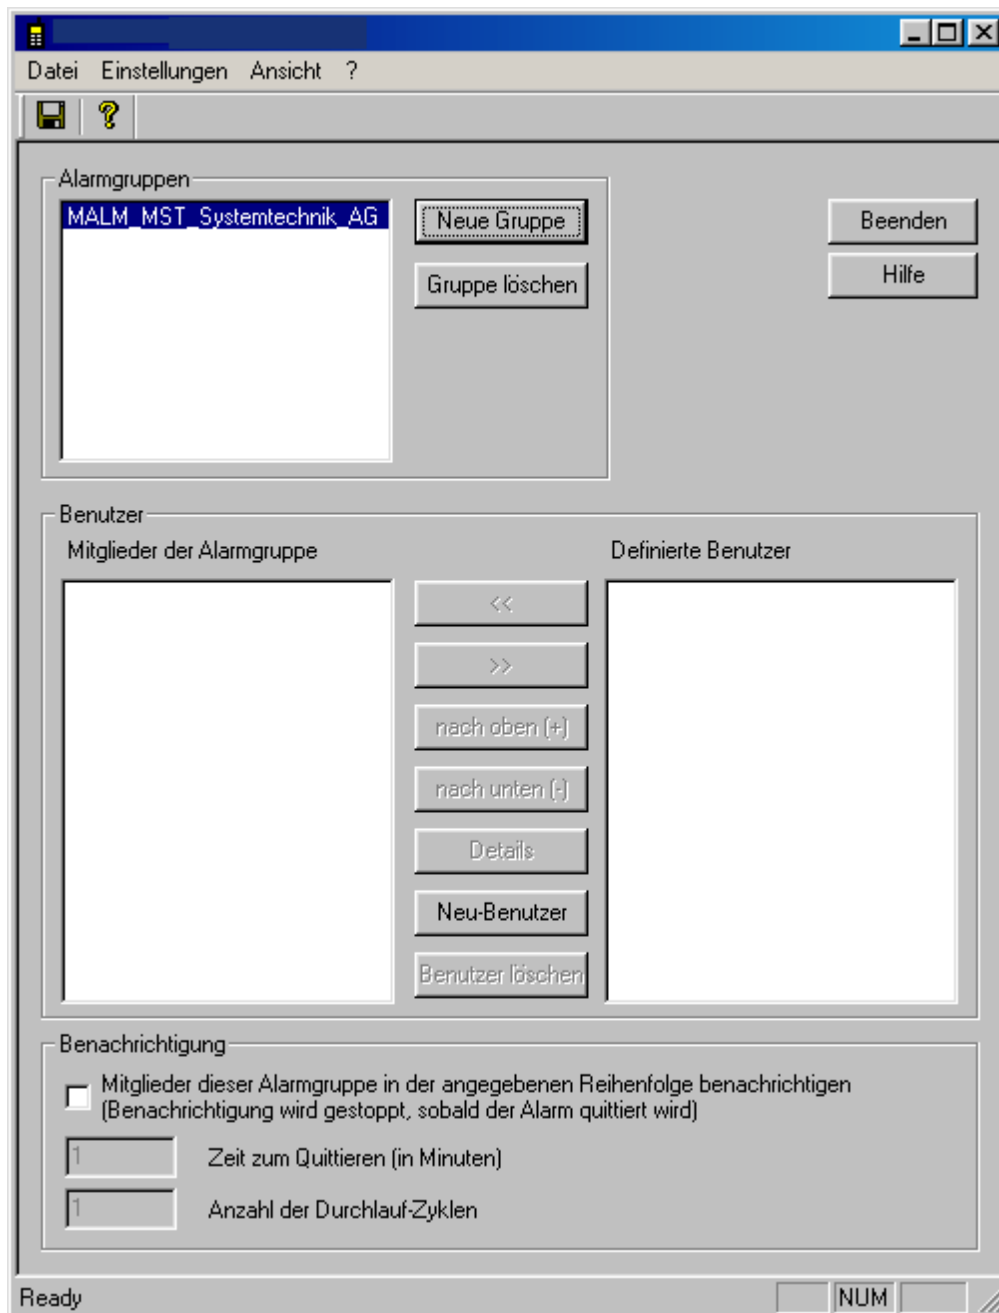 Datei Einstellungen Ansicht ?
Alarmgruppen
MALM_MST_Systemtechnik_AG
Neue Gruppe
Gruppe löschen
Beenden
Hilfe
Benutzer
Mitglieder der Alarmgruppe
Definierte Benutzer
<<
>>
nach oben (+)
nach unten (-)
Details
Neu-Benutzer
Benutzer löschen
Benachrichtigung
Mitglieder dieser Alarmgruppe in der angegebenen Reihenfolge benachrichtigen
(Benachrichtigung wird gestoppt, sobald der Alarm quittiert wird)
1 Zeit zum Quittieren (in Minuten)
1 Anzahl der Durchlauf-Zyklen
Ready NUM